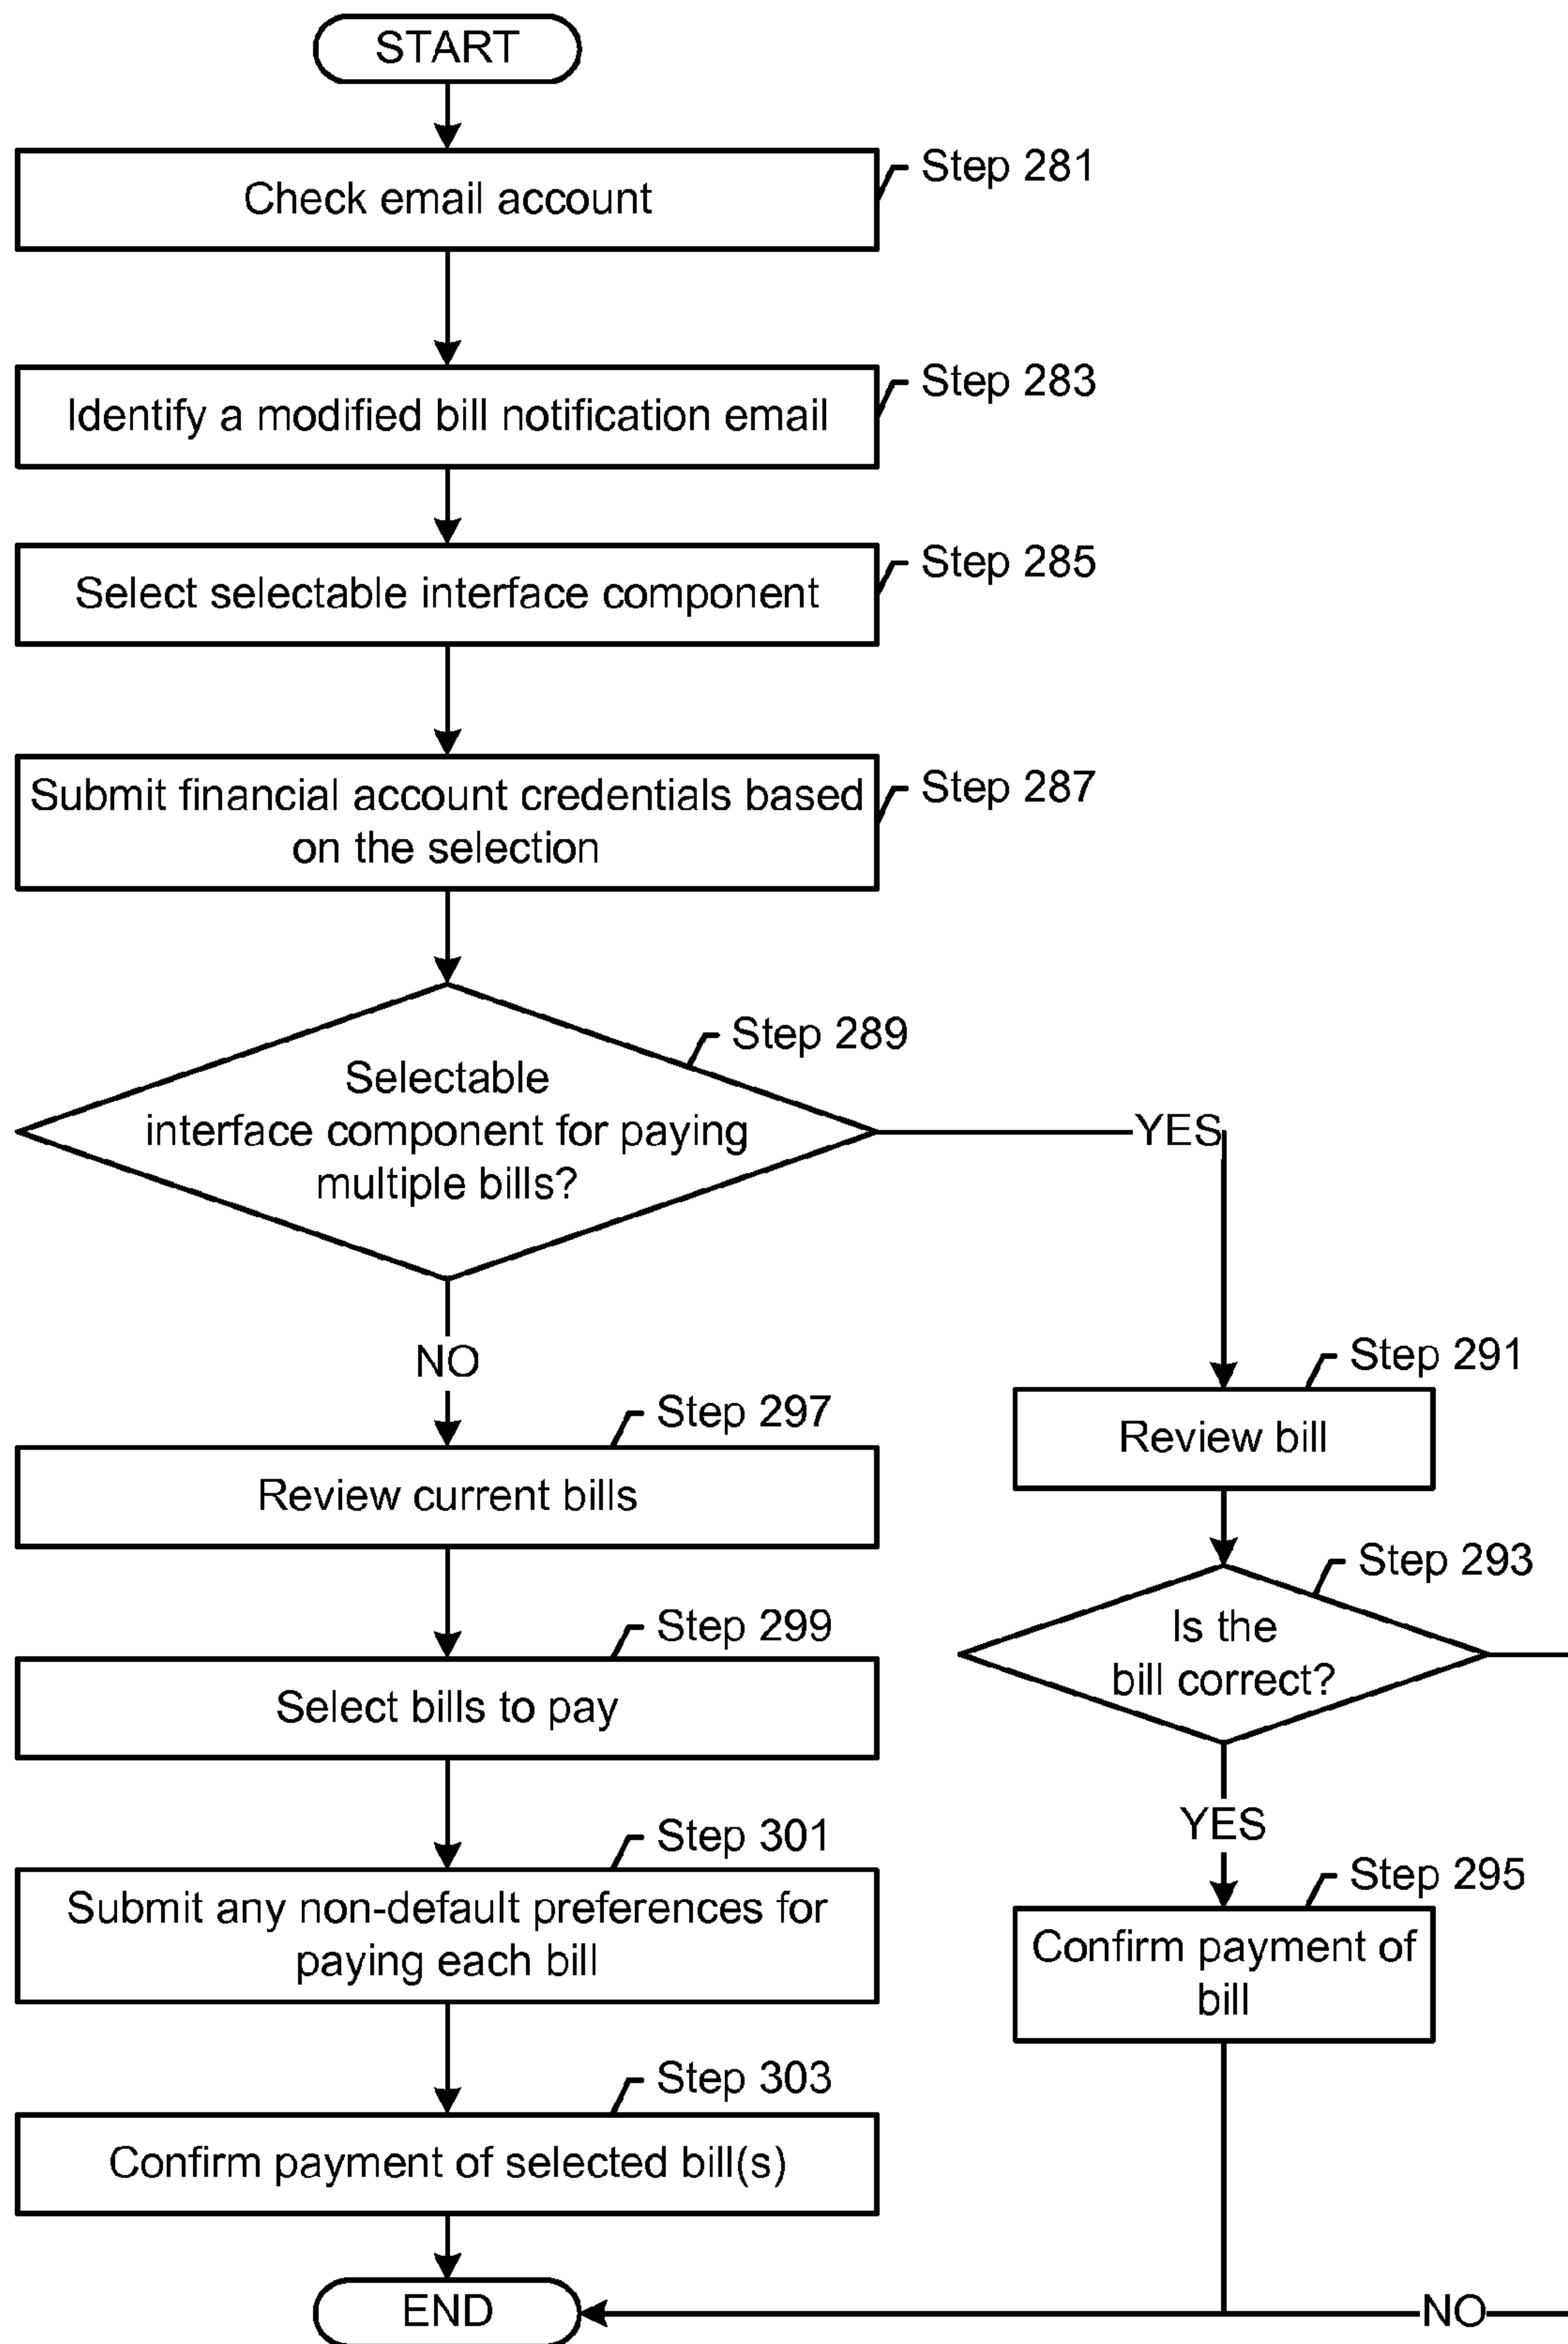 START
Check email account
Step 281
Identify a modified bill notification email
Step 283
Select selectable interface component
Step 285
Submit financial account credentials based
on the selection
Step 287
Step 289
Selectable
interface component for paying
multiple bills?
YES
NO
Step 291
Review bill
Step 293
Is the
bill correct?
YES
Step 295
Confirm payment of
bill
Step 297
Review current bills
Step 299
Select bills to pay
Step 301
Submit any non-default preferences for
paying each bill
Step 303
Confirm payment of selected bill(s)
END
NO